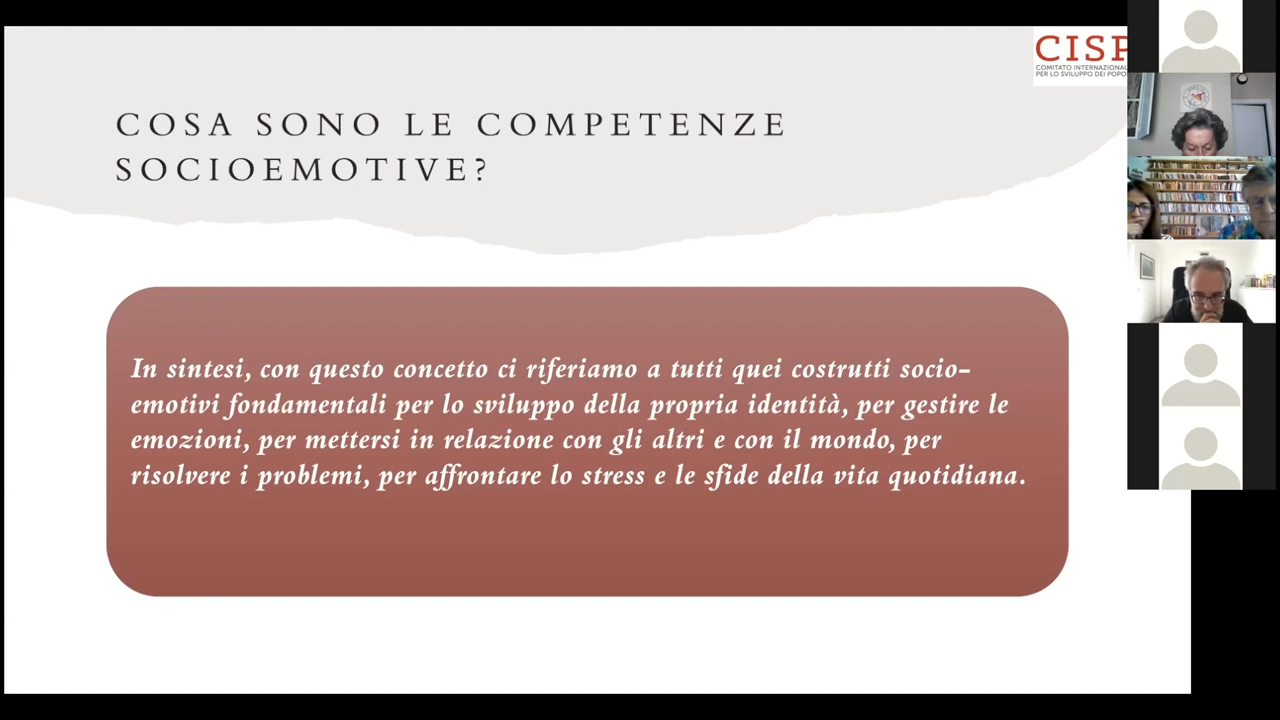 CISP
COMITATO INTERNAZIONAL
PER LO SVILUPPO DEI POPO
COSA SONO LE COMPETENZE
SOCIOEMOTIVE?
In sintesi, con questo concetto ci riferiamo a tutti quei costrutti socio-
emotivi fondamentali per lo sviluppo della propria identità, per gestire le
emozioni, per mettersi in relazione con gli altri e con il mondo, per
risolvere i problemi, per affrontare lo stress e le sfide della vita quotidiana.